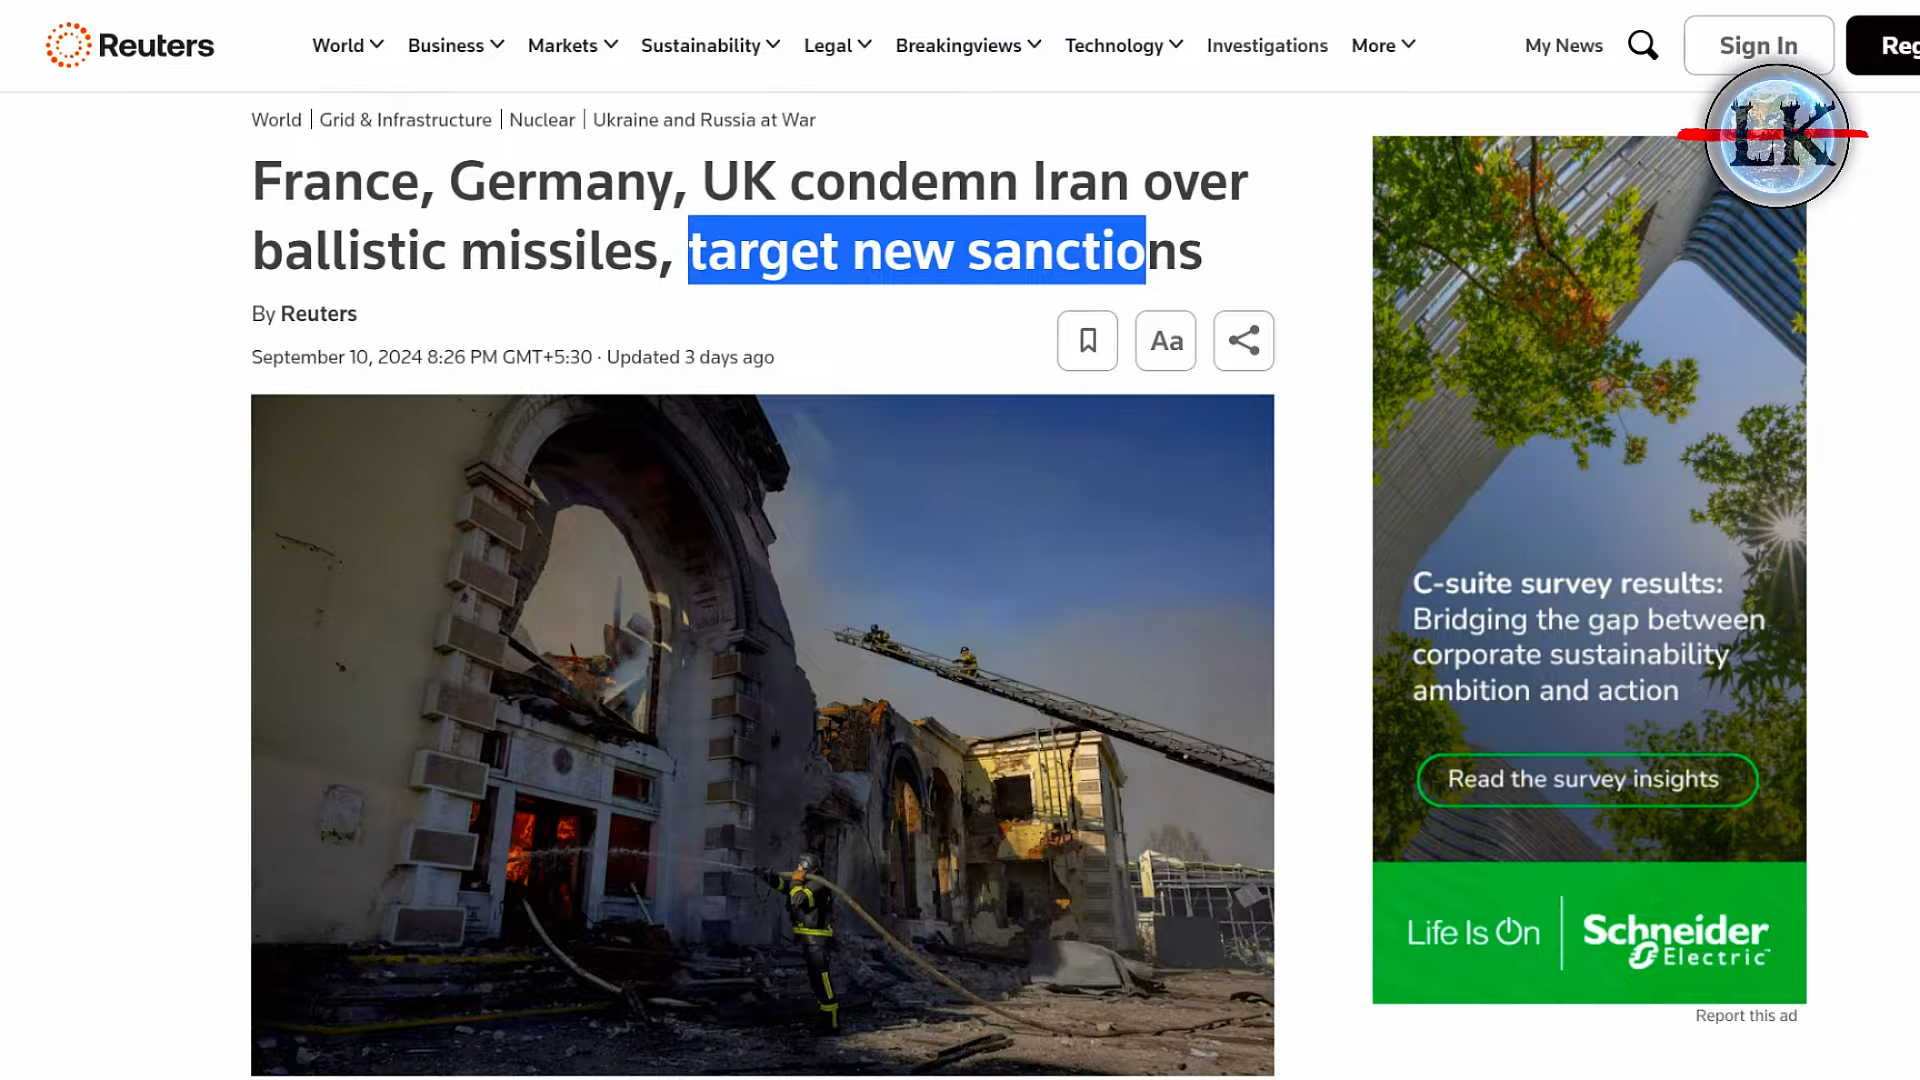 Reuters
World
Business
Markets
Sustainability
Legal
Breakingviews
Technology
Investigations
More
My News
Sign In
Reg
LK
World | Grid & Infrastructure | Nuclear | Ukraine and Russia at War
France, Germany, UK condemn Iran over
ballistic missiles, target new sanctions
By Reuters
September 10, 2024 8:26 PM GMT+5:30 · Updated 3 days ago
Aa
C-suite survey results:
Bridging the gap between
corporate sustainability
ambition and action
Read the survey insights
Life Is On
Schneider
Electric™
Report this ad